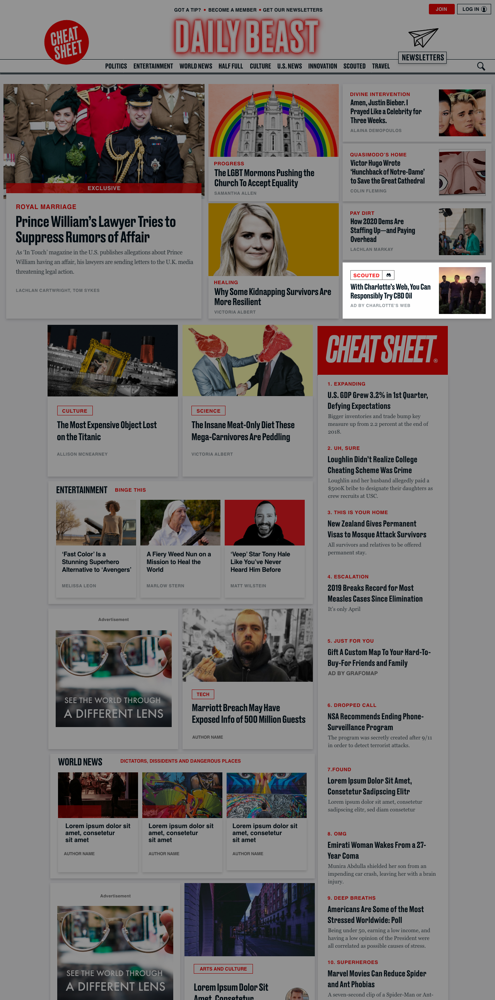 GOT A TIP? • BECOME A MEMBER • GET OUR NEWSLETTERS
JOIN
LOG IN
CHEAT
SHEET
DAILY BEAST
NEWSLETTERS
POLITICS ENTERTAINMENT WORLD NEWS HALF FULL CULTURE U.S. NEWS INNOVATION SCOUTED TRAVEL
EXCLUSIVE
ROYAL MARRIAGE
Prince William’s Lawyer Tries to
Suppress Rumors of Affair
As ‘In Touch’ magazine in the U.S. publishes allegations about Prince
William having an affair, his lawyers are sending letters to the U.K. media
threatening legal action.
LACHLAN CARTWRIGHT, TOM SYKES
PROGRESS
The LGBT Mormons Pushing the
Church To Accept Equality
SAMANTHA ALLEN
HEALING
Why Some Kidnapping Survivors Are
More Resilient
VICTORIA ALBERT
DIVINE INTERVENTION
Amen, Justin Bieber. I
Prayed Like a Celebrity for
Three Weeks.
ALAINA DEMOPOULOS
QUASIMODO’S HOME
Victor Hugo Wrote
‘Hunchback of Notre-Dame’
to Save the Great Cathedral
COLIN FLEMING
PAY DIRT
How 2020 Dems Are
Staffing Up—and Paying
Overhead
LACHLAN MARKAY
SCOUTED
With Charlotte’s Web, You Can
Responsibly Try CBD Oil
AD BY CHARLOTTE’S WEB
CULTURE
The Most Expensive Object Lost
on the Titanic
ALLISON MCNEARNEY
SCIENCE
The Insane Meat-Only Diet These
Mega-Carnivores Are Peddling
VICTORIA ALBERT
ENTERTAINMENT BINGE THIS
‘Fast Color’ Is a
Stunning Superhero
Alternative to ‘Avengers’
MELISSA LEON
A Fiery Weed Nun on a
Mission to Heal the
World
MARLOW STERN
‘Veep’ Star Tony Hale
Like You’ve Never
Heard Him Before
MATT WILSTEIN
Advertisement
SEE THE WORLD THROUGH
A DIFFERENT LENS
TECH
Marriott Breach May Have
Exposed Info of 500 Million Guests
AUTHOR NAME
WORLD NEWS DICTATORS, DISSIDENTS AND DANGEROUS PLACES
Lorem ipsum dolor sit
amet, consetetur
sit amet
AUTHOR NAME
Lorem ipsum dolor sit
amet, consetetur
sit amet
AUTHOR NAME
Lorem ipsum dolor sit
amet, consetetur
sit amet
AUTHOR NAME
Advertisement
SEE THE WORLD THROUGH
A DIFFERENT LENS
ARTS AND CULTURE
Lorem Ipsum Dolor Sit
Amet, Consetetur
CHEAT SHEET®
1. EXPANDING
U.S. GDP Grew 3.2% in 1st Quarter,
Defying Expectations
Bigger inventories and trade bump key
measure up from 2.2 percent at the end of
2018.
2. UH, SURE
Loughlin Didn’t Realize College
Cheating Scheme Was Crime
Loughlin and her husband allegedly paid a
$500K bribe to designate their daughters as
crew recruits at USC.
3. THIS IS YOUR HOME
New Zealand Gives Permanent
Visas to Mosque Attack Survivors
All survivors and relatives to be offered
permanent stay.
4. ESCALATION
2019 Breaks Record for Most
Measles Cases Since Elimination
It’s only April
5. JUST FOR YOU
Gift A Custom Map To Your Hard-To-
Buy-For Friends and Family
AD BY GRAFOMAP
6. DROPPED CALL
NSA Recommends Ending Phone-
Surveillance Program
The program was secretly created after 9/11
in order to detect terrorist attacks.
7.FOUND
Lorem Ipsum Dolor Sit Amet,
Consetetur Sadipscing Elitr
Lorem ipsum dolor sit amet, consetetur
sadipscing elitr, sed diam consetetur
8. OMG
Emirati Woman Wakes From a 27-
Year Coma
Munira Abdulla shielded her son from an
impending car crash, leaving her with a brain
injury.
9. DEEP BREATHS
Americans Are Some of the Most
Stressed Worldwide: Poll
Being under 50, earning a low income, and
having a low opinion of the President were
all correlated as possible causes of stress.
10. SUPERHEROES
Marvel Movies Can Reduce Spider
and Ant Phobias
A seven-second clip of a Spider-Man or Ant-